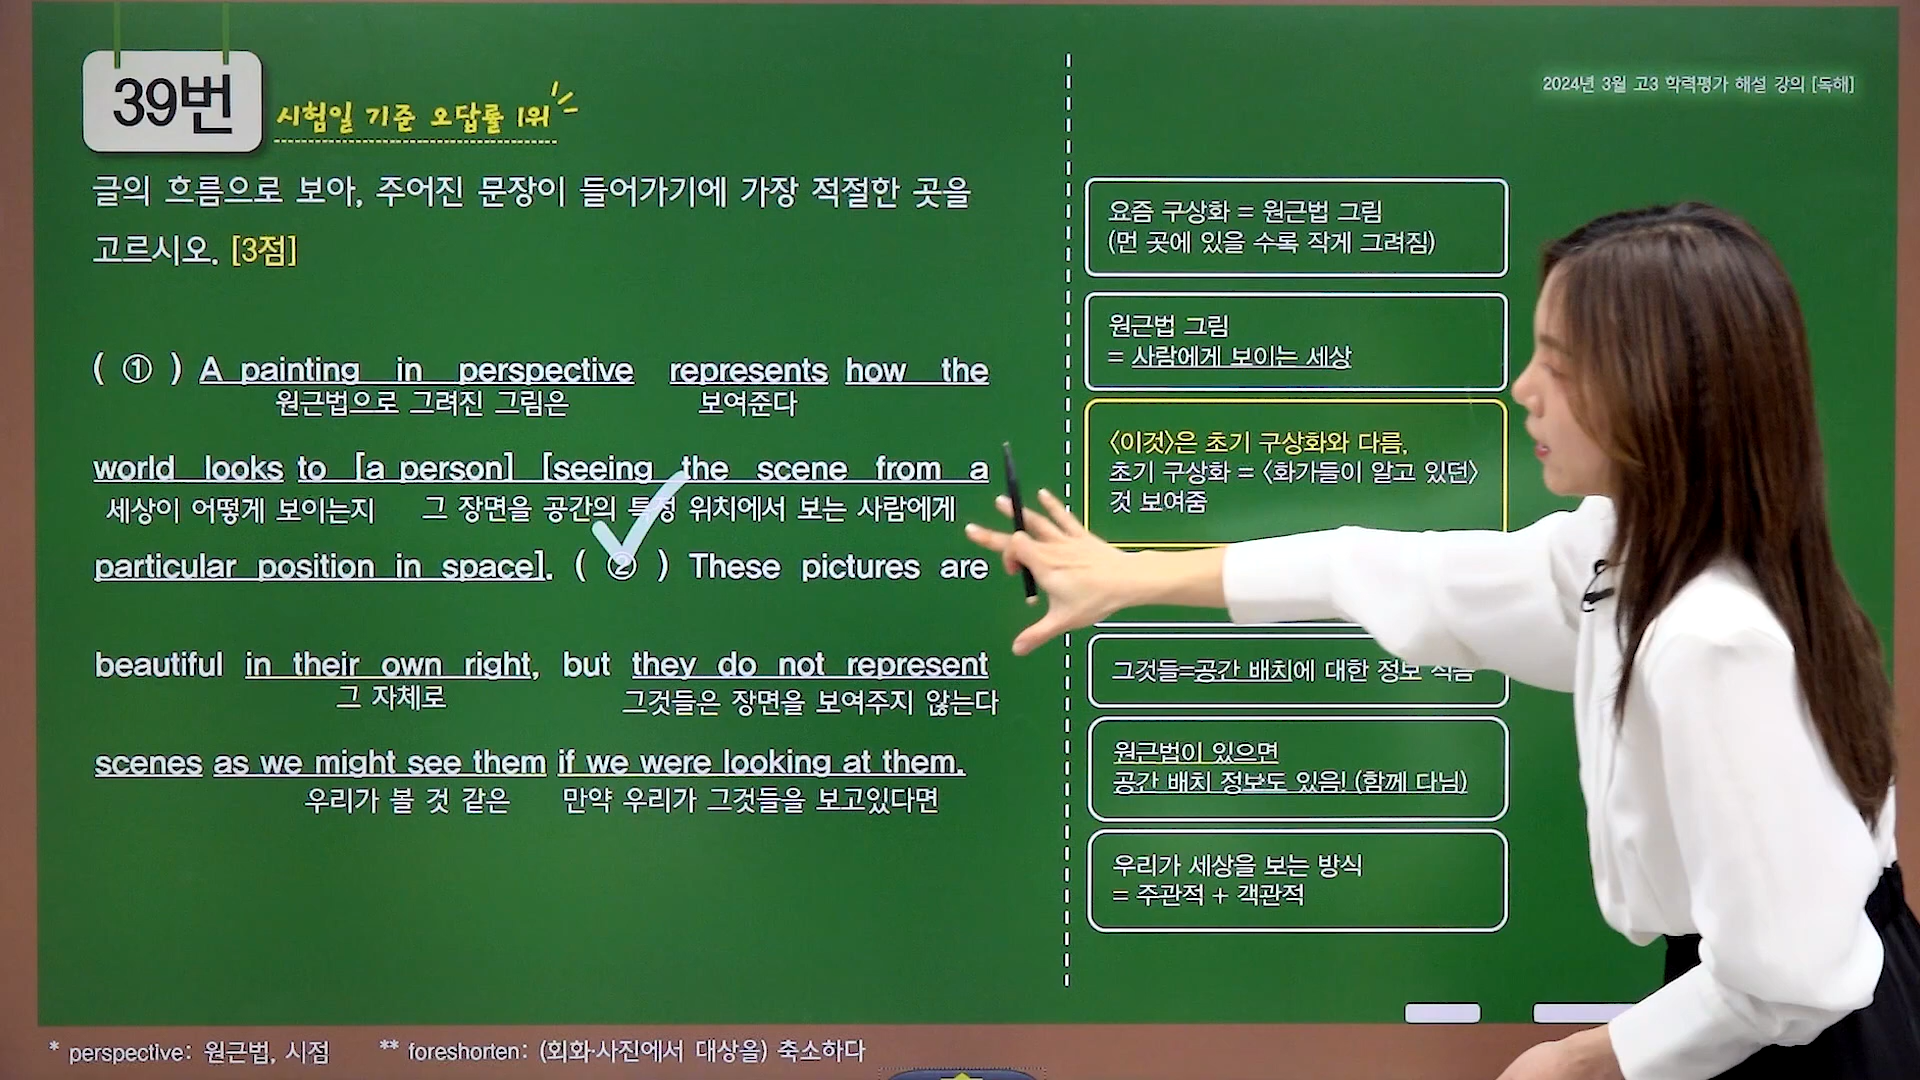 39번
시험일 기준 오답률 1위
2024년 3월 고3 학력평가 해설 강의 [독해]
글의 흐름으로 보아, 주어진 문장이 들어가기에 가장 적절한 곳을
고르시오. [3점]
( ① ) A painting in perspective represents how the
원근법으로 그려진 그림은 보여준다
world looks to [a person] [seeing the scene from a
세상이 어떻게 보이는지 그 장면을 공간의 특정 위치에서 보는 사람에게
particular position in space]. ( ② ) These pictures are
beautiful in their own right, but they do not represent
그 자체로 그것들은 장면을 보여주지 않는다
scenes as we might see them if we were looking at them.
우리가 볼 것 같은 만약 우리가 그것들을 보고있다면
요즘 구상화 = 원근법 그림
(먼 곳에 있을 수록 작게 그려짐)
원근법 그림
= 사람에게 보이는 세상
<이것>은 초기 구상화와 다름,
초기 구상화 = <화가들이 알고 있던>
것 보여줌
그것들=공간 배치에 대한 정보 적음
원근법이 있으면
공간 배치 정보도 있음! (함께 다님)
우리가 세상을 보는 방식
= 주관적 + 객관적
* perspective: 원근법, 시점 ** foreshorten: (회화·사진에서 대상을) 축소하다